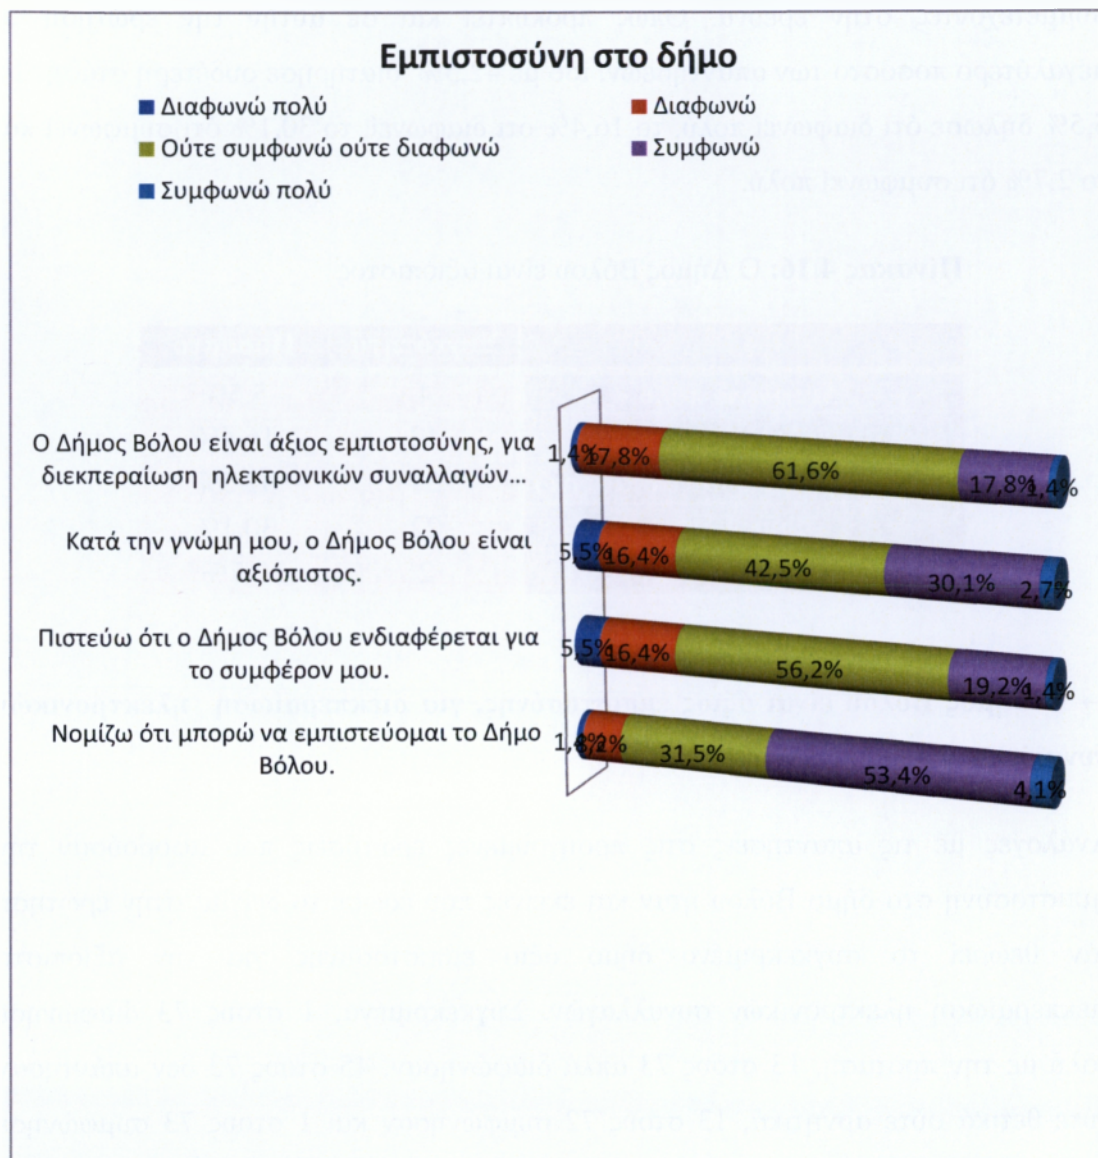 Εμπιστοσύνη στο δήμο
Διαφωνώ πολύ
Διαφωνώ
Ούτε συμφωνώ ούτε διαφωνώ
Συμφωνώ
Συμφωνώ πολύ
Ο Δήμος Βόλου είναι άξιος εμπιστοσύνης, για
διεκπεραίωση ηλεκτρονικών συναλλαγών...
1,4% 17,8% 61,6% 17,8% 1,4%
Κατά την γνώμη μου, ο Δήμος Βόλου είναι
αξιόπιστος.
5,5% 16,4% 42,5% 30,1% 2,7%
Πιστεύω ότι ο Δήμος Βόλου ενδιαφέρεται για
το συμφέρον μου.
5,5% 16,4% 56,2% 19,2% 1,4%
Νομίζω ότι μπορώ να εμπιστεύομαι το Δήμο
Βόλου.
31,5% 53,4% 4,1%